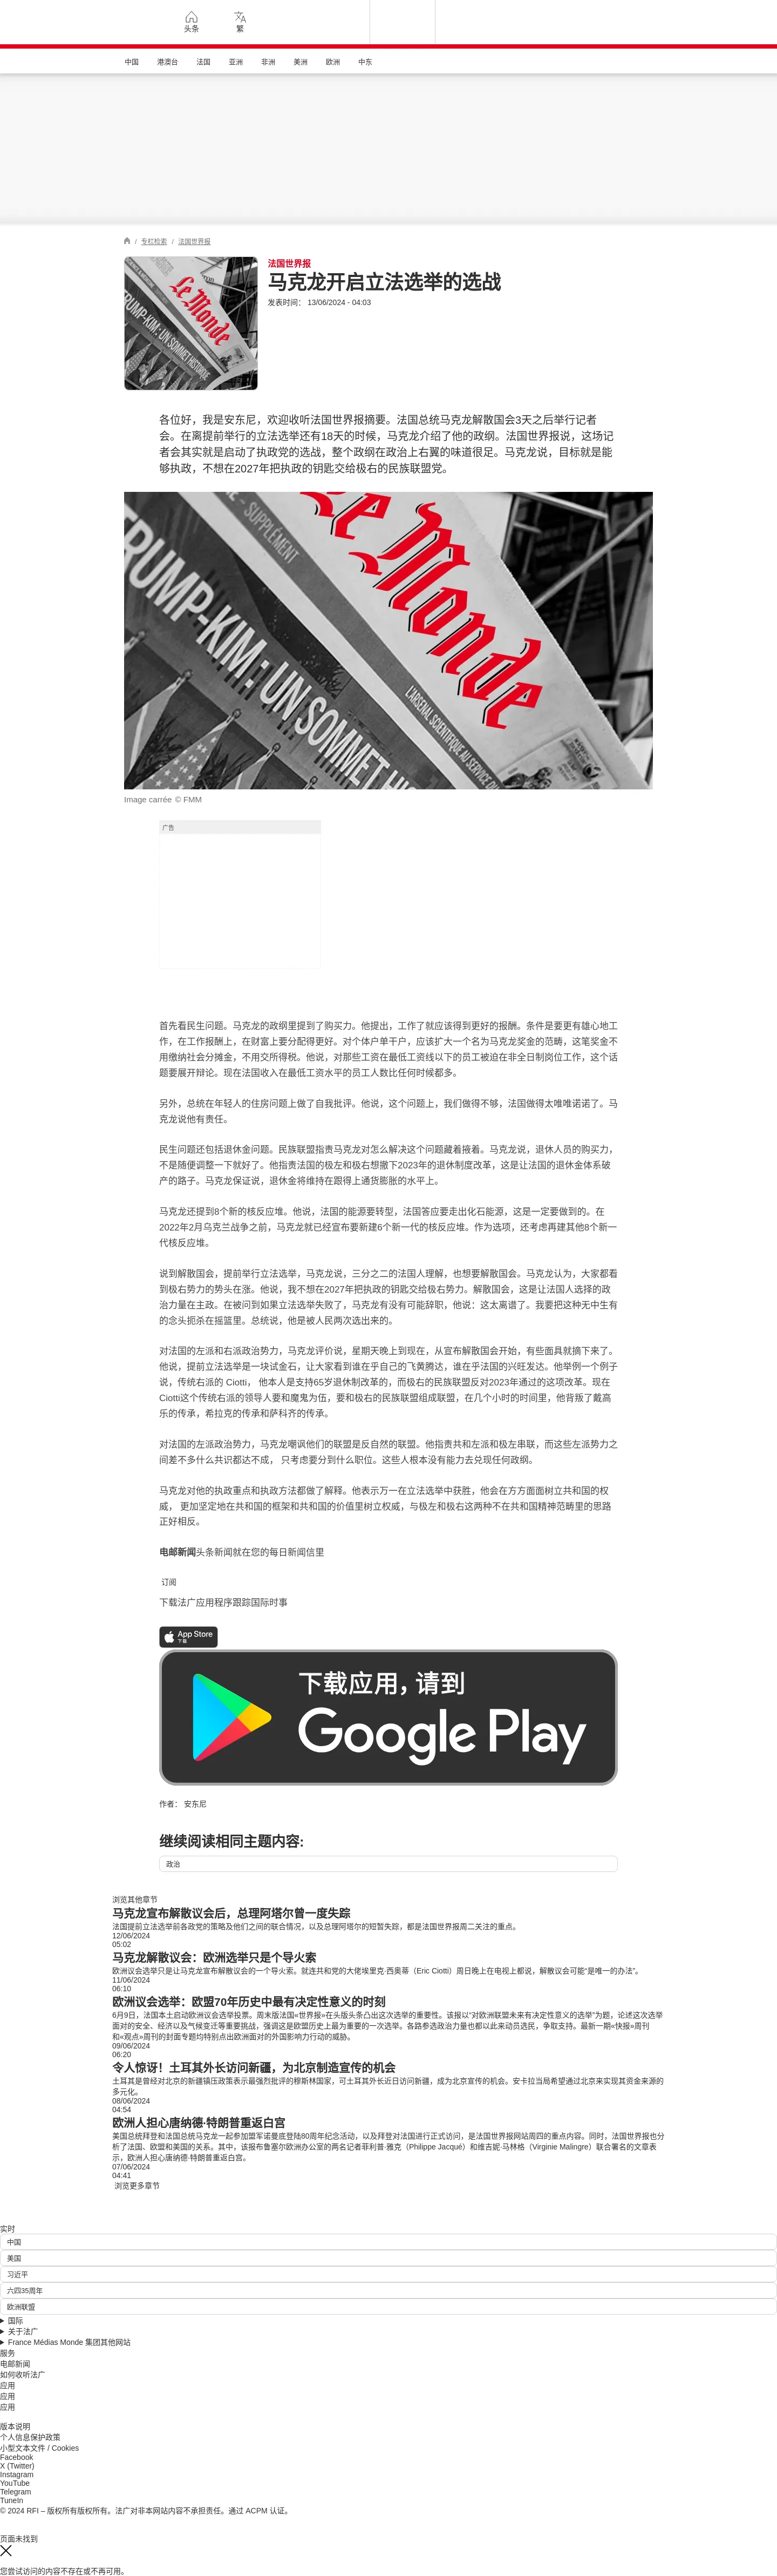 头条
繁
中国 港澳台 法国 亚洲 非洲 美洲 欧洲 中东
/ 专栏检索 / 法国世界报
法国世界报
马克龙开启立法选举的选战
发表时间： 13/06/2024 - 04:03
Le Monde
TRUMP-KIM : UN SOMMET HISTORIQUE
各位好，我是安东尼，欢迎收听法国世界报摘要。法国总统马克龙解散国会3天之后举行记者
会。在离提前举行的立法选举还有18天的时候，马克龙介绍了他的政纲。法国世界报说，这场记
者会其实就是启动了执政党的选战，整个政纲在政治上右翼的味道很足。马克龙说，目标就是能
够执政，不想在2027年把执政的钥匙交给极右的民族联盟党。
SUPPLÉMENT
Le Monde
TRUMP-KIM : UN SOMMET HISTORIQUE
L'ARSENAL SCIENTIFIQUE AU SERVICE DU
Image carrée © FMM
广告
首先看民生问题。马克龙的政纲里提到了购买力。他提出，工作了就应该得到更好的报酬。条件是要更有雄心地工
作，在工作报酬上，在财富上要分配得更好。对个体户单干户，应该扩大一个名为马克龙奖金的范畴，这笔奖金不
用缴纳社会分摊金，不用交所得税。他说，对那些工资在最低工资线以下的员工被迫在非全日制岗位工作，这个话
题要展开辩论。现在法国收入在最低工资水平的员工人数比任何时候都多。
另外，总统在年轻人的住房问题上做了自我批评。他说，这个问题上，我们做得不够，法国做得太唯唯诺诺了。马
克龙说他有责任。
民生问题还包括退休金问题。民族联盟指责马克龙对怎么解决这个问题藏着掖着。马克龙说，退休人员的购买力，
不是随便调整一下就好了。他指责法国的极左和极右想撤下2023年的退休制度改革，这是让法国的退休金体系破
产的路子。马克龙保证说，退休金将维持在跟得上通货膨胀的水平上。
马克龙还提到8个新的核反应堆。他说，法国的能源要转型，法国答应要走出化石能源，这是一定要做到的。在
2022年2月乌克兰战争之前，马克龙就已经宣布要新建6个新一代的核反应堆。作为选项，还考虑再建其他8个新一
代核反应堆。
说到解散国会，提前举行立法选举，马克龙说，三分之二的法国人理解，也想要解散国会。马克龙认为，大家都看
到极右势力的势头在涨。他说，我不想在2027年把执政的钥匙交给极右势力。解散国会，这是让法国人选择的政
治力量在主政。在被问到如果立法选举失败了，马克龙有没有可能辞职，他说：这太离谱了。我要把这种无中生有
的念头扼杀在摇篮里。总统说，他是被人民两次选出来的。
对法国的左派和右派政治势力，马克龙评价说，星期天晚上到现在，从宣布解散国会开始，有些面具就摘下来了。
他说，提前立法选举是一块试金石，让大家看到谁在乎自己的飞黄腾达，谁在乎法国的兴旺发达。他举例一个例子
说，传统右派的 Ciotti， 他本人是支持65岁退休制改革的，而极右的民族联盟反对2023年通过的这项改革。现在
Ciotti这个传统右派的领导人要和魔鬼为伍，要和极右的民族联盟组成联盟，在几个小时的时间里，他背叛了戴高
乐的传承，希拉克的传承和萨科齐的传承。
对法国的左派政治势力，马克龙嘲讽他们的联盟是反自然的联盟。他指责共和左派和极左串联，而这些左派势力之
间差不多什么共识都达不成， 只考虑要分到什么职位。这些人根本没有能力去兑现任何政纲。
马克龙对他的执政重点和执政方法都做了解释。他表示万一在立法选举中获胜，他会在方方面面树立共和国的权
威， 更加坚定地在共和国的框架和共和国的价值里树立权威，与极左和极右这两种不在共和国精神范畴里的思路
正好相反。
电邮新闻头条新闻就在您的每日新闻信里
订阅
下载法广应用程序跟踪国际时事
App Store
下载
下载应用，请到
Google Play
作者： 安东尼
继续阅读相同主题内容:
政治
浏览其他章节
马克龙宣布解散议会后，总理阿塔尔曾一度失踪
法国提前立法选举前各政党的策略及他们之间的联合情况，以及总理阿塔尔的短暂失踪，都是法国世界报周二关注的重点。
12/06/2024
05:02
马克龙解散议会：欧洲选举只是个导火索
欧洲议会选举只是让马克龙宣布解散议会的一个导火索。就连共和党的大佬埃里克·西奥蒂（Eric Ciotti）周日晚上在电视上都说，解散议会可能“是唯一的办法”。
11/06/2024
06:10
欧洲议会选举：欧盟70年历史中最有决定性意义的时刻
6月9日，法国本土启动欧洲议会选举投票。周末版法国«世界报»在头版头条凸出这次选举的重要性。该报以“对欧洲联盟未来有决定性意义的选举”为题，论述这次选举
面对的安全、经济以及气候变迁等重要挑战，强调这是欧盟历史上最为重要的一次选举。各路参选政治力量也都以此来动员选民，争取支持。最新一期«快报»周刊
和«观点»周刊的封面专题均特别点出欧洲面对的外国影响力行动的威胁。
09/06/2024
06:20
令人惊讶！土耳其外长访问新疆，为北京制造宣传的机会
土耳其是曾经对北京的新疆镇压政策表示最强烈批评的穆斯林国家，可土耳其外长近日访问新疆，成为北京宣传的机会。安卡拉当局希望通过北京来实现其资金来源的
多元化。
08/06/2024
04:54
欧洲人担心唐纳德·特朗普重返白宫
美国总统拜登和法国总统马克龙一起参加盟军诺曼底登陆80周年纪念活动，以及拜登对法国进行正式访问，是法国世界报网站周四的重点内容。同时，法国世界报也分
析了法国、欧盟和美国的关系。其中，该报布鲁塞尔欧洲办公室的两名记者菲利普·雅克（Philippe Jacqué）和维吉妮·马林格（Virginie Malingre）联合署名的文章表
示，欧洲人担心唐纳德·特朗普重返白宫。
07/06/2024
04:41
浏览更多章节
实时
中国
美国
习近平
六四35周年
欧洲联盟
国际
关于法广
France Médias Monde 集团其他网站
服务
电邮新闻
如何收听法广
应用
应用
应用
版本说明
个人信息保护政策
小型文本文件 / Cookies
Facebook
X (Twitter)
Instagram
YouTube
Telegram
TuneIn
© 2024 RFI – 版权所有版权所有。法广对非本网站内容不承担责任。通过 ACPM 认证。
页面未找到
您尝试访问的内容不存在或不再可用。